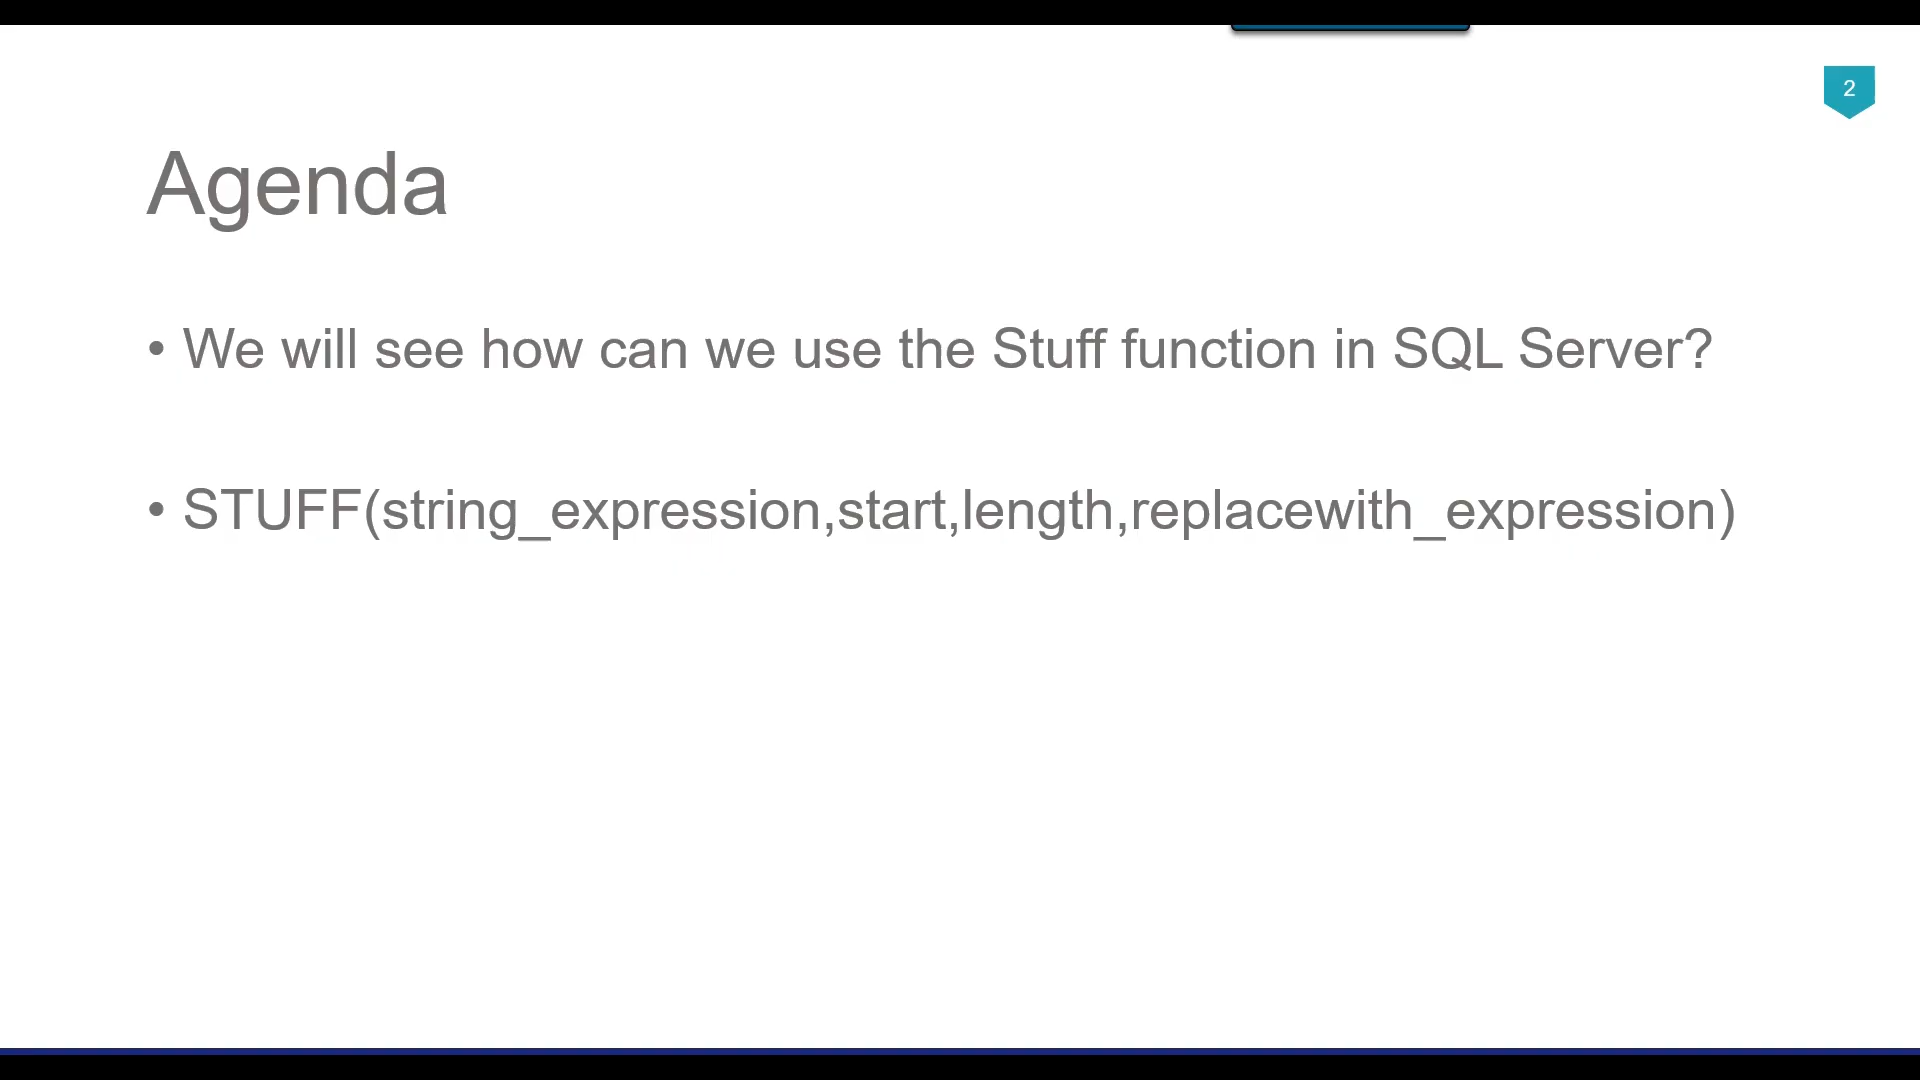 2
Agenda
• We will see how can we use the Stuff function in SQL Server?
• STUFF(string_expression,start,length,replacewith_expression)